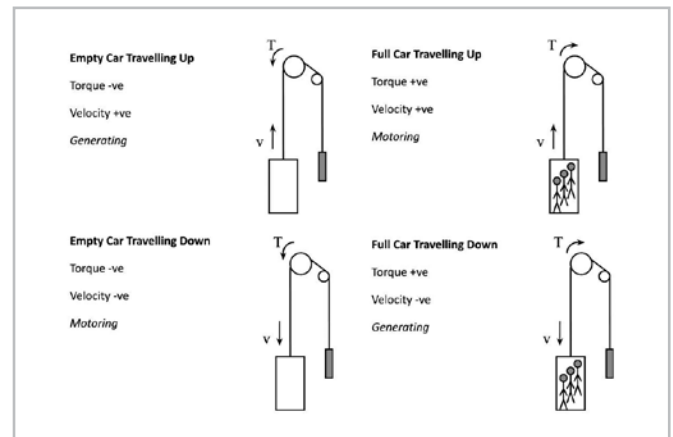 Empty Car Travelling Up
Torque -ve
Velocity +ve
Generating
T
v
Full Car Travelling Up
Torque +ve
Velocity +ve
Motoring
T
v
Empty Car Travelling Down
Torque -ve
Velocity -ve
Motoring
T
v
Full Car Travelling Down
Torque +ve
Velocity -ve
Generating
T
v